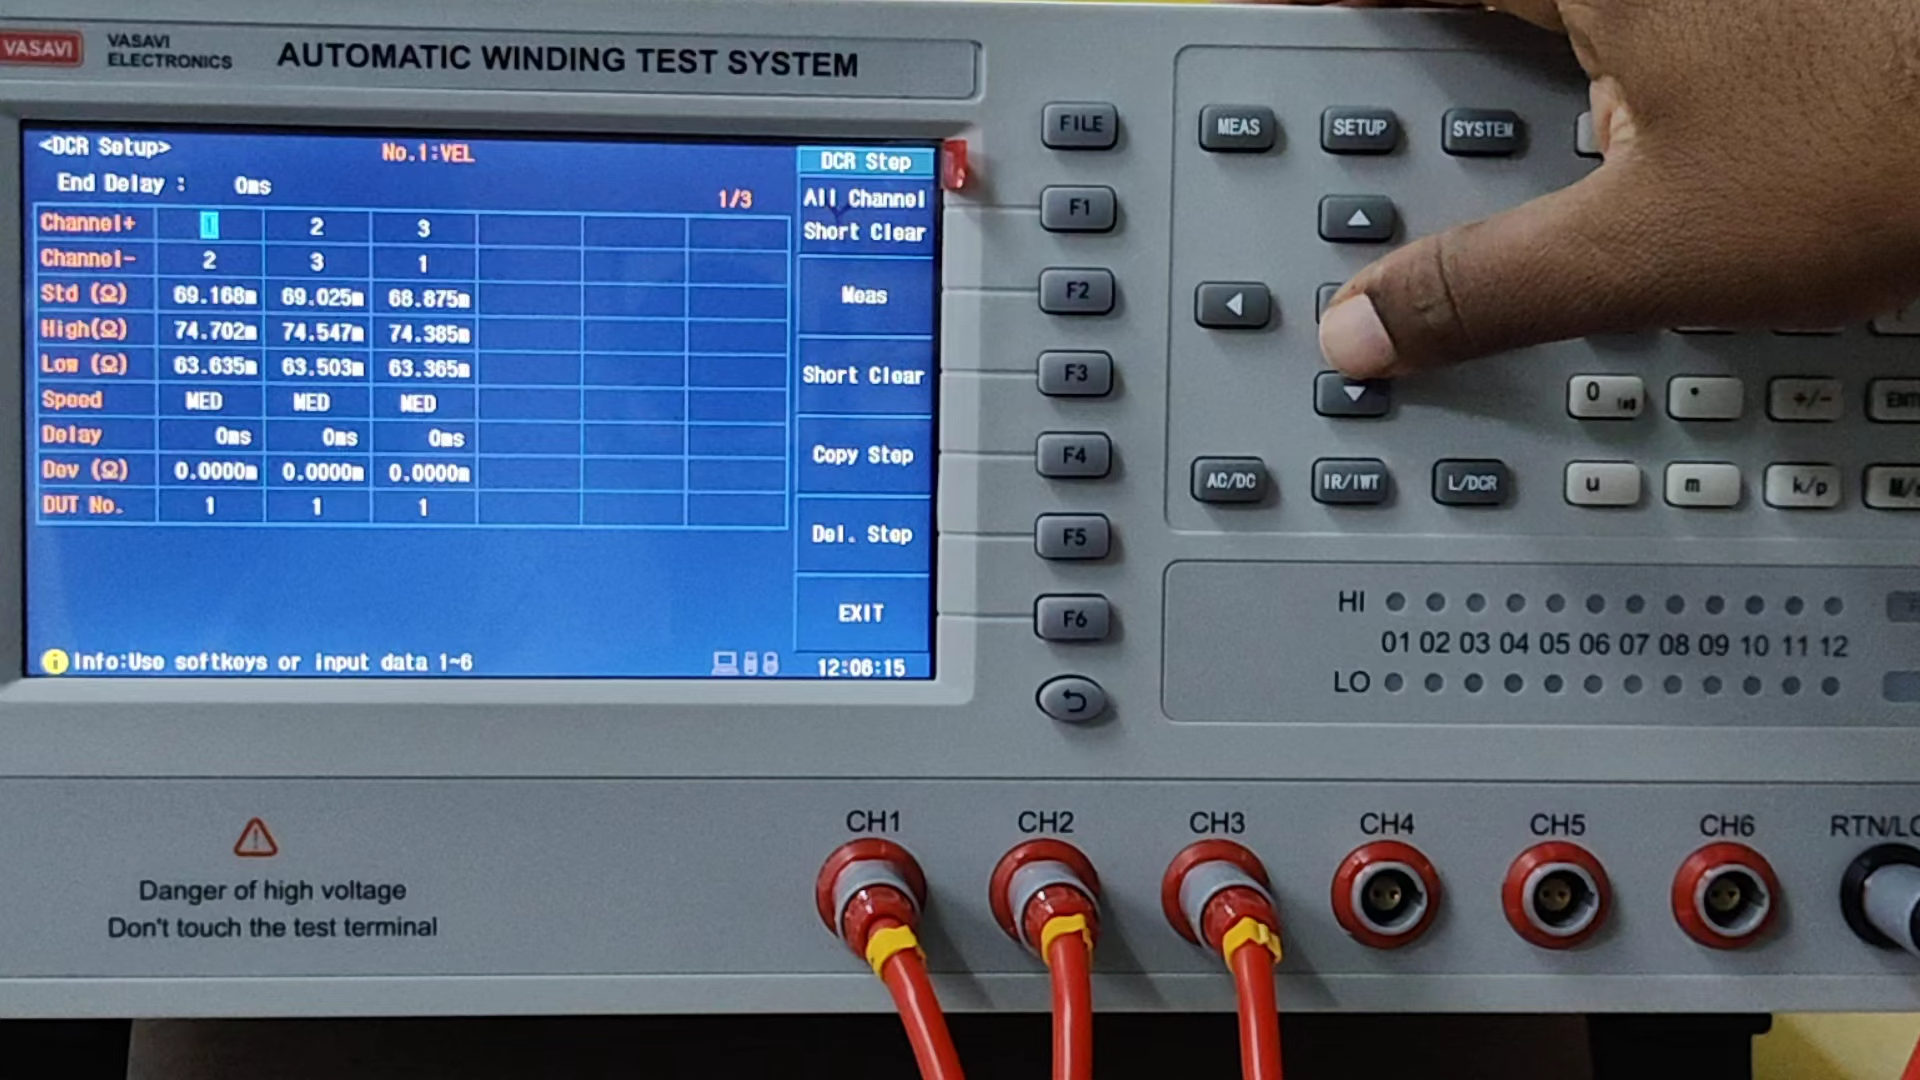 VASAVI
VASAVI
ELECTRONICS
AUTOMATIC WINDING TEST SYSTEM
<DCR Setup>
No.1:VEL
DCR Step
End Delay : 0ms
1/3
All Channel
Short Clear
Channel+ 1 2 3
Channel- 2 3 1
Std (Ω) 69.168m 69.025m 68.875m
Meas
High(Ω) 74.702m 74.547m 74.385m
Low (Ω) 63.635m 63.503m 63.365m
Short Clear
Speed MED MED MED
Delay 0ms 0ms 0ms
Copy Step
Dev (Ω) 0.0000m 0.0000m 0.0000m
DUT No. 1 1 1
Del. Step
EXIT
Info:Use softkeys or input data 1~6
12:06:15
FILE
F1
F2
F3
F4
F5
F6
MEAS SETUP SYSTEM
0 . +/-
AC/DC IR/IWT L/DCR u m k/p
HI
01 02 03 04 05 06 07 08 09 10 11 12
LO
CH1 CH2 CH3 CH4 CH5 CH6
Danger of high voltage
Don't touch the test terminal